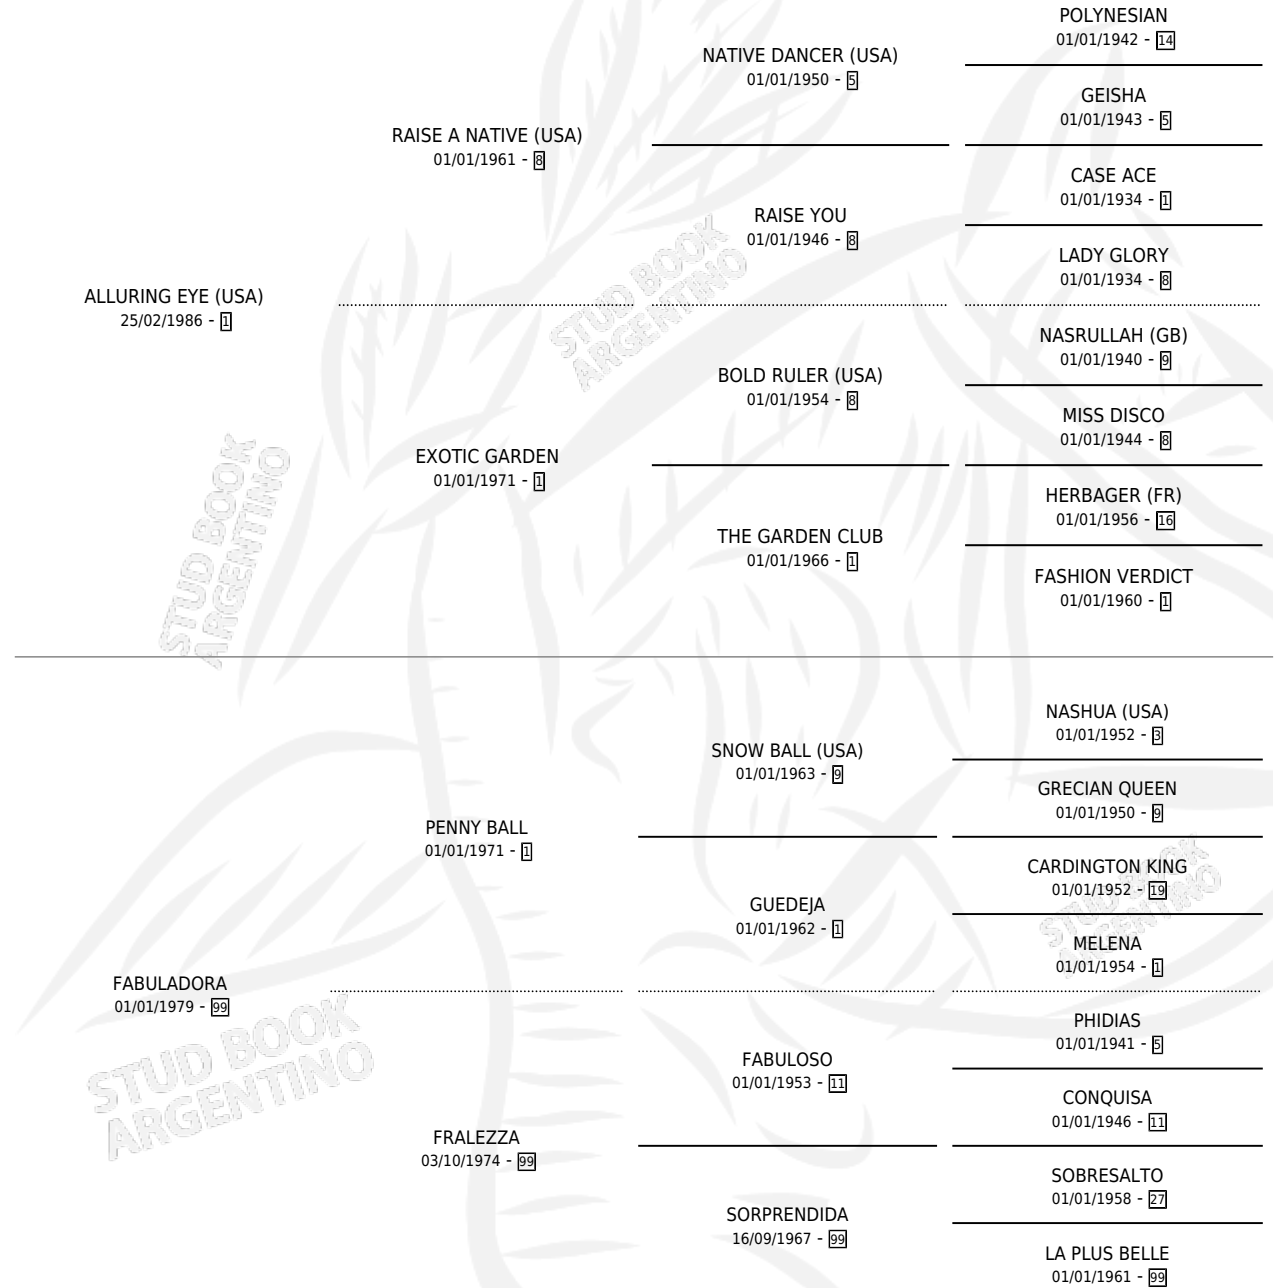 POLYNESIAN
01/01/1942 - 14
NATIVE DANCER (USA)
01/01/1950 - 5
GEISHA
01/01/1943 - 5
RAISE A NATIVE (USA)
01/01/1961 - 8
CASE ACE
01/01/1934 - 1
RAISE YOU
01/01/1946 - 8
LADY GLORY
01/01/1934 - 8
ALLURING EYE (USA)
25/02/1986 - 1
NASRULLAH (GB)
01/01/1940 - 9
BOLD RULER (USA)
01/01/1954 - 8
MISS DISCO
01/01/1944 - 8
EXOTIC GARDEN
01/01/1971 - 1
HERBAGER (FR)
01/01/1956 - 16
THE GARDEN CLUB
01/01/1966 - 1
FASHION VERDICT
01/01/1960 - 1
NASHUA (USA)
01/01/1952 - 3
SNOW BALL (USA)
01/01/1963 - 9
GRECIAN QUEEN
01/01/1950 - 9
PENNY BALL
01/01/1971 - 1
CARDINGTON KING
01/01/1952 - 19
GUEDEJA
01/01/1962 - 1
MELENA
01/01/1954 - 1
FABULADORA
01/01/1979 - 99
PHIDIAS
01/01/1941 - 5
FABULOSO
01/01/1953 - 11
CONQUISA
01/01/1946 - 11
FRALEZZA
03/10/1974 - 99
SOBRESALTO
01/01/1958 - 27
SORPRENDIDA
16/09/1967 - 99
LA PLUS BELLE
01/01/1961 - 99
STUD BOOK
ARGENTINO
STUD BOOK
ARGENTINO
STUD BOOK
ARGENTINO
STUD BOOK
ARGENTINO